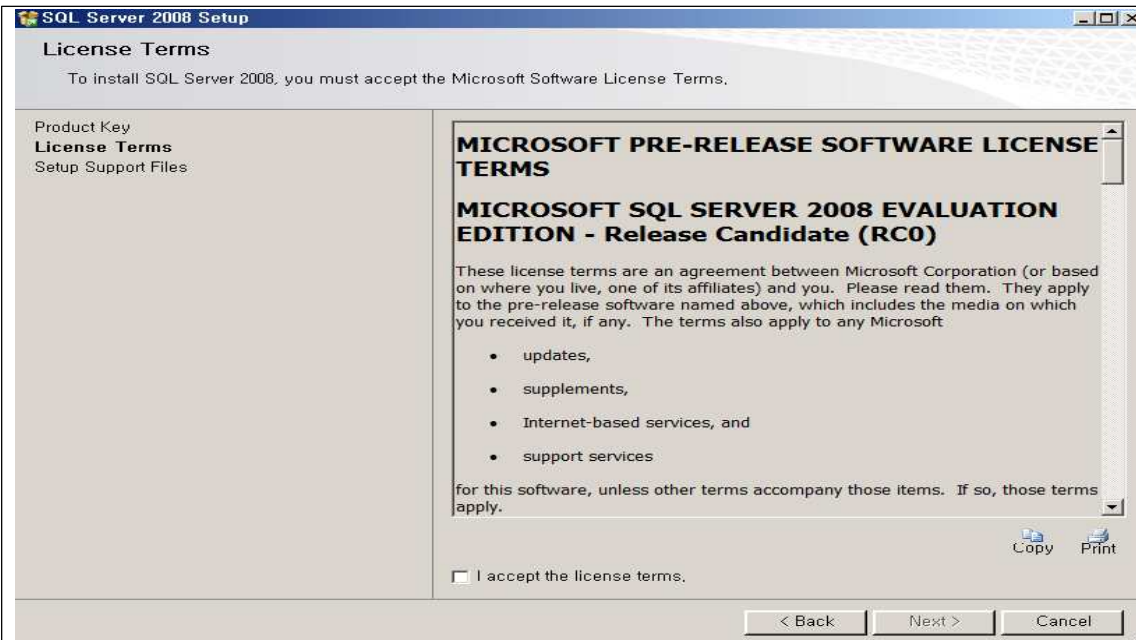 SQL Server 2008 Setup
License Terms
To install SQL Server 2008, you must accept the Microsoft Software License Terms.
Product Key
License Terms
Setup Support Files
MICROSOFT PRE-RELEASE SOFTWARE LICENSE
TERMS
MICROSOFT SQL SERVER 2008 EVALUATION
EDITION - Release Candidate (RC0)
These license terms are an agreement between Microsoft Corporation (or based
on where you live, one of its affiliates) and you.  Please read them.  They apply
to the pre-release software named above, which includes the media on which
you received it, if any.  The terms also apply to any Microsoft
• updates,
• supplements,
• Internet-based services, and
• support services
for this software, unless other terms accompany those items.  If so, those terms
apply.
Copy Print
I accept the license terms.
< Back Next > Cancel